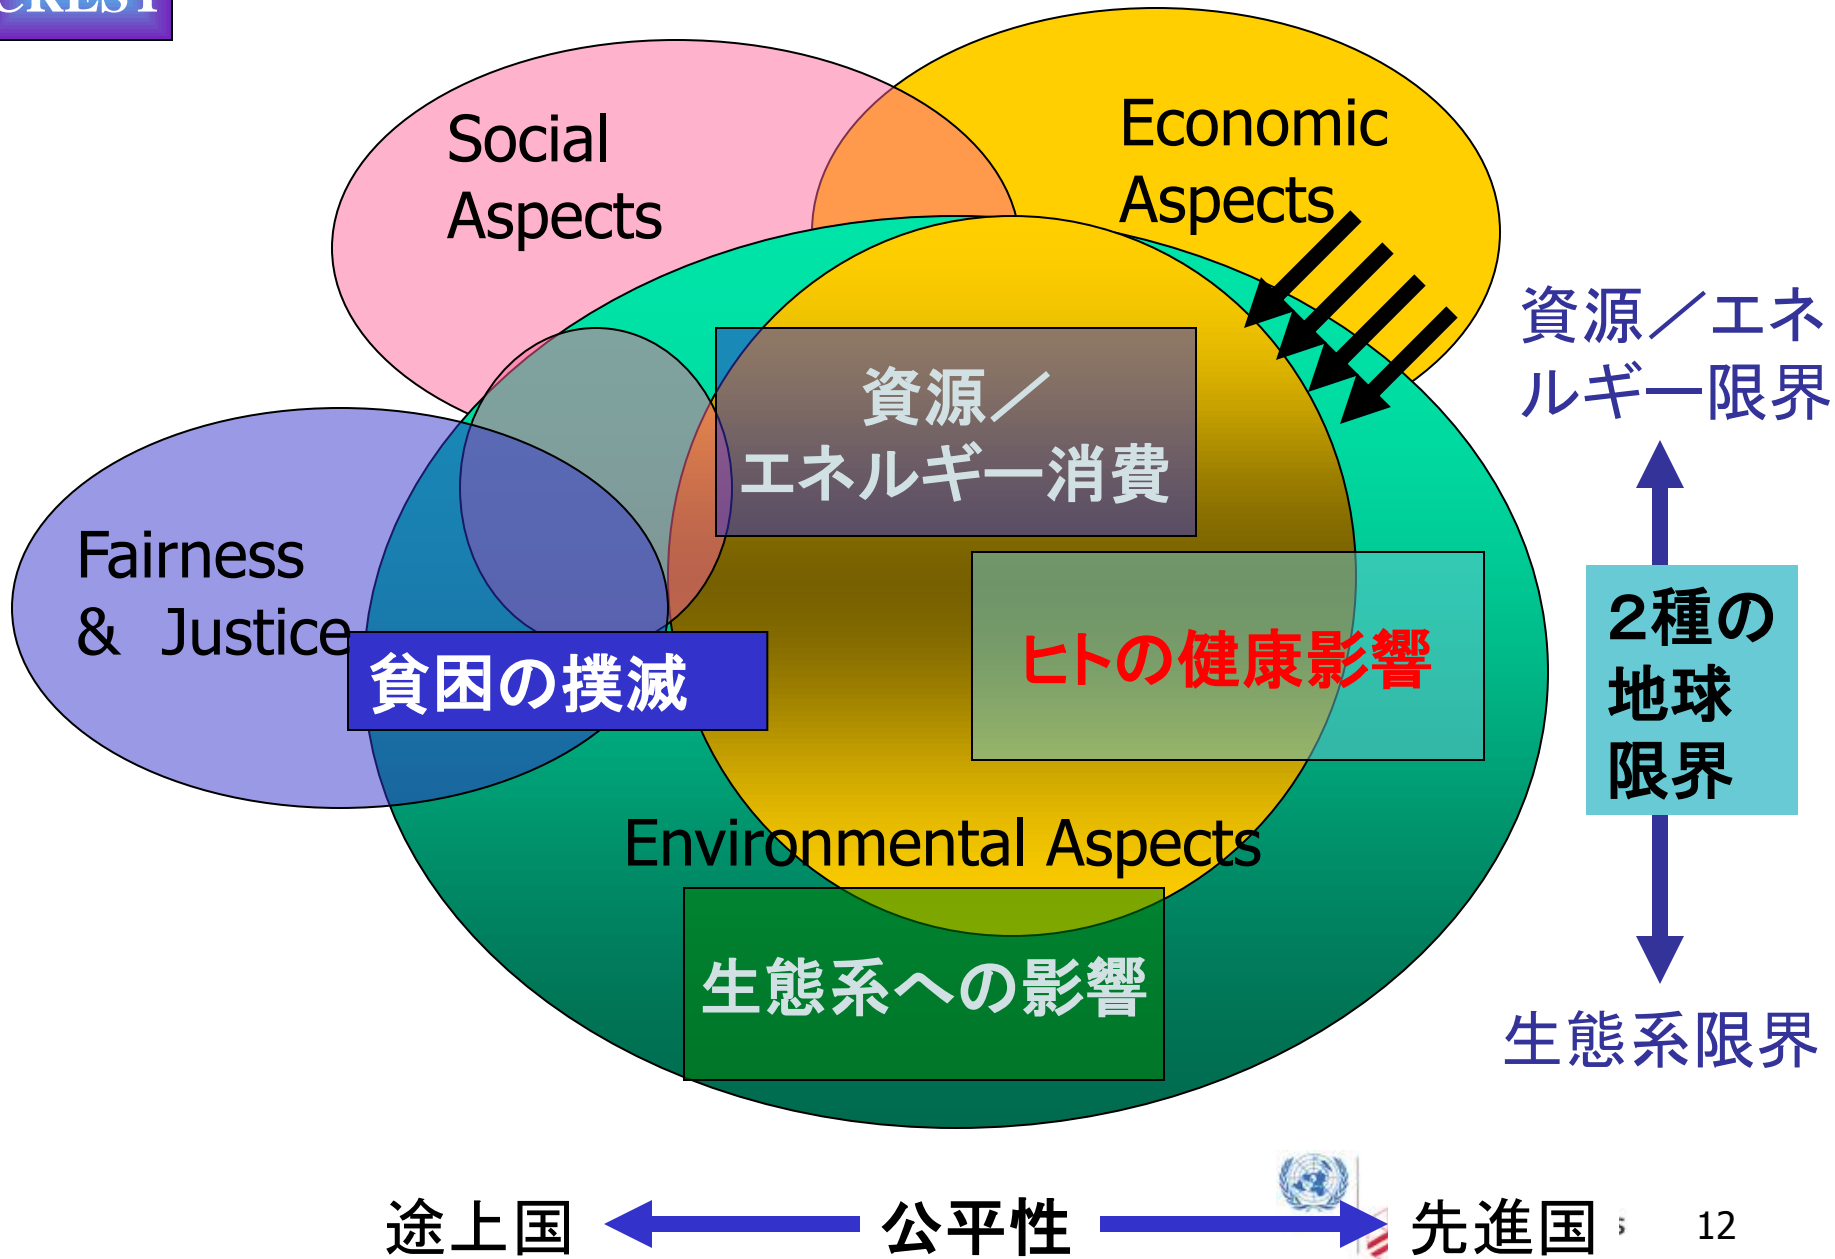 CREST
Social
Aspects
Economic
Aspects
資源／エネ
ルギー限界
資源／
エネルギー消費
Fairness
& Justice
貧困の撲滅
ヒトの健康影響
２種の
地球
限界
Environmental Aspects
生態系への影響
生態系限界
途上国
公平性
先進国
12